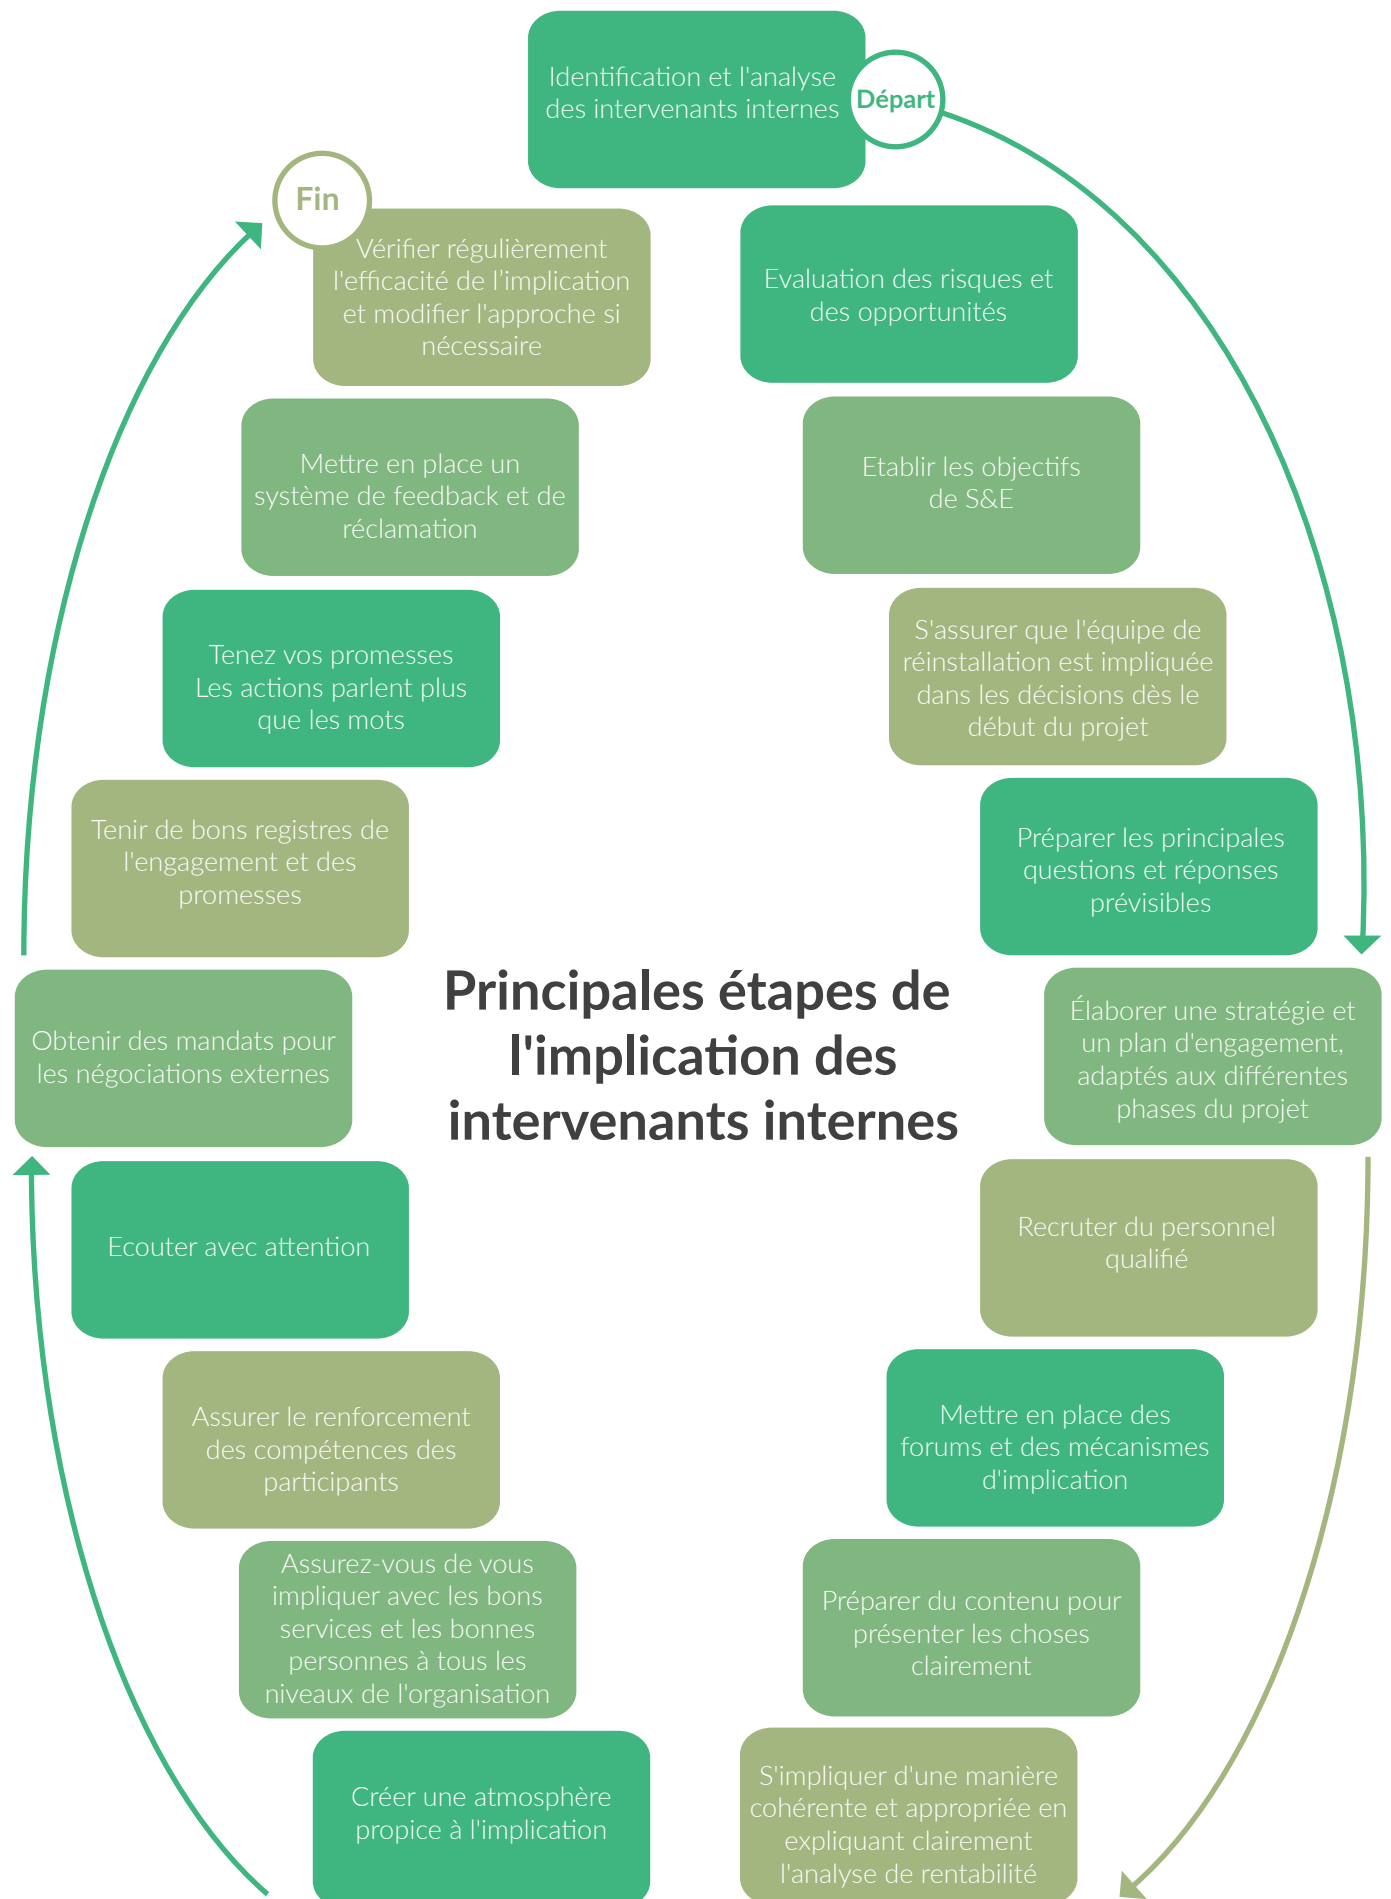 Identification et l'analyse
des intervenants internes
Départ
Evaluation des risques et
des opportunités
Etablir les objectifs
de S&E
S'assurer que l'équipe de
réinstallation est impliquée
dans les décisions dès le
début du projet
Préparer les principales
questions et réponses
prévisibles
Élaborer une stratégie et
un plan d'engagement,
adaptés aux différentes
phases du projet
Recruter du personnel
qualifié
Mettre en place des
forums et des mécanismes
d'implication
Préparer du contenu pour
présenter les choses
clairement
S'impliquer d'une manière
cohérente et appropriée en
expliquant clairement
l'analyse de rentabilité
Créer une atmosphère
propice à l'implication
Assurez-vous de vous
impliquer avec les bons
services et les bonnes
personnes à tous les
niveaux de l'organisation
Assurer le renforcement
des compétences des
participants
Ecouter avec attention
Obtenir des mandats pour
les négociations externes
Tenir de bons registres de
l'engagement et des
promesses
Tenez vos promesses
Les actions parlent plus
que les mots
Mettre en place un
système de feedback et de
réclamation
Vérifier régulièrement
l'efficacité de l’implication
et modifier l'approche si
nécessaire
Fin
Principales étapes de
l'implication des
intervenants internes